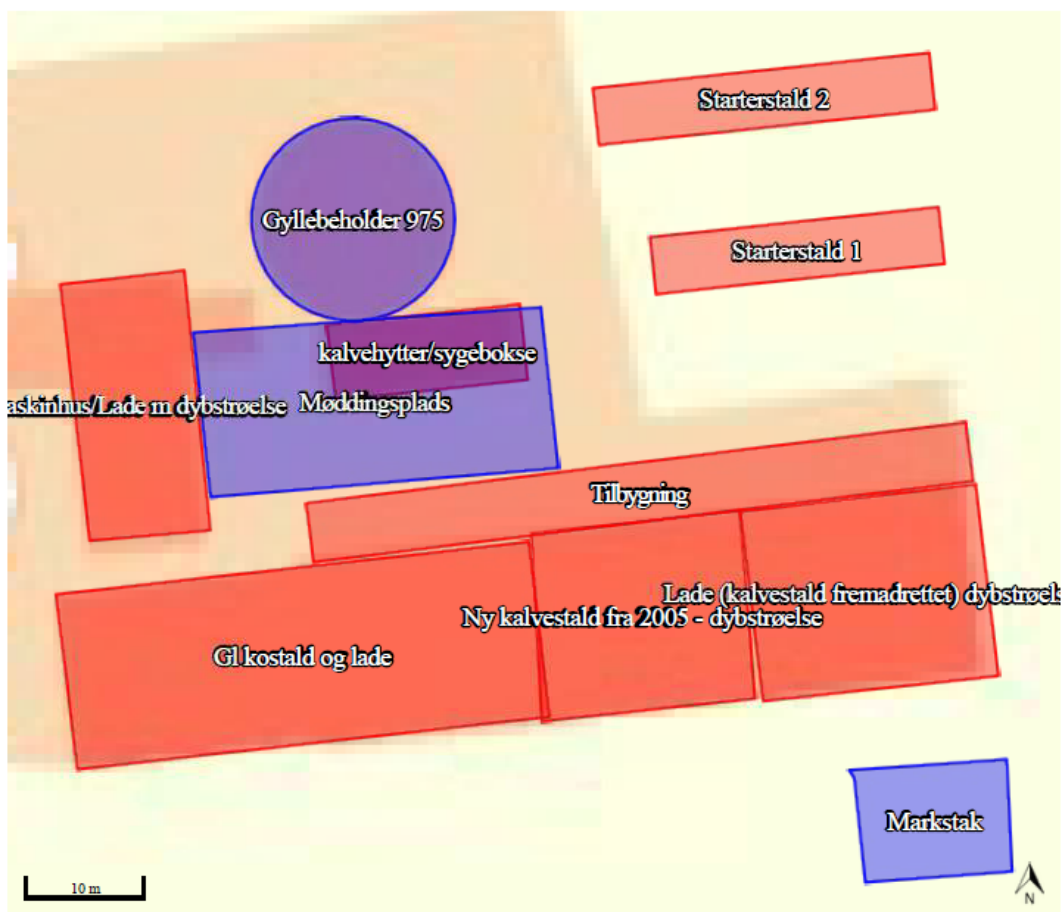 Starterstald 2
Gyllebeholder 975
Starterstald 1
kalvehytter/sygebokse
askinhus/Lade m dybstrøelse
Møddingsplads
Tilbygning
Lade (kalvestald fremadrettet) dybstrøels
Ny kalvestald fra 2005 - dybstrøelse
Gl kostald og lade
Markstak
10 m
N